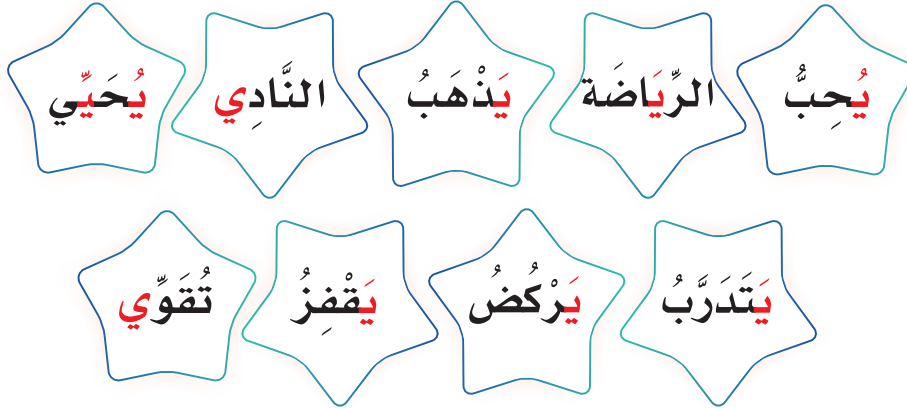 يُحِبُّ الرِّيَاضَة يَذْهَبُ النَّادِي يُحَيِّي
يَتَدَرَّبُ يَرْكُضُ يَقْفِزُ تُقَوِّي